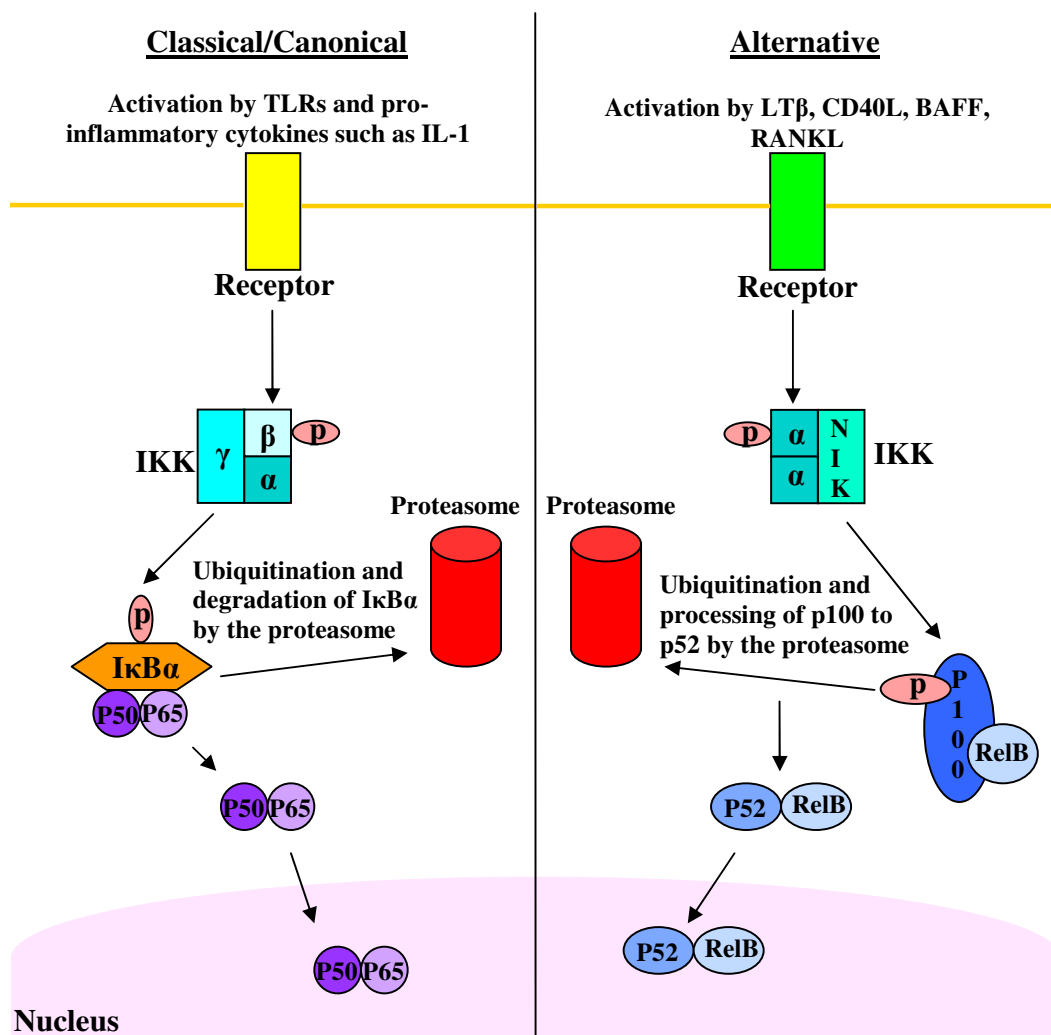 Classical/Canonical
Activation by TLRs and pro-
inflammatory cytokines such as IL-1
Receptor
IKK
γ
β
α
p
Proteasome
Ubiquitination and
degradation of IκBα
by the proteasome
p
IκBα
P50
P65
P50
P65
P50
P65
Nucleus
Alternative
Activation by LTβ, CD40L, BAFF,
RANKL
Receptor
p
α
α
N
I
K
IKK
Proteasome
Ubiquitination and
processing of p100 to
p52 by the proteasome
p
P
1
0
0
RelB
P52
RelB
P52
RelB